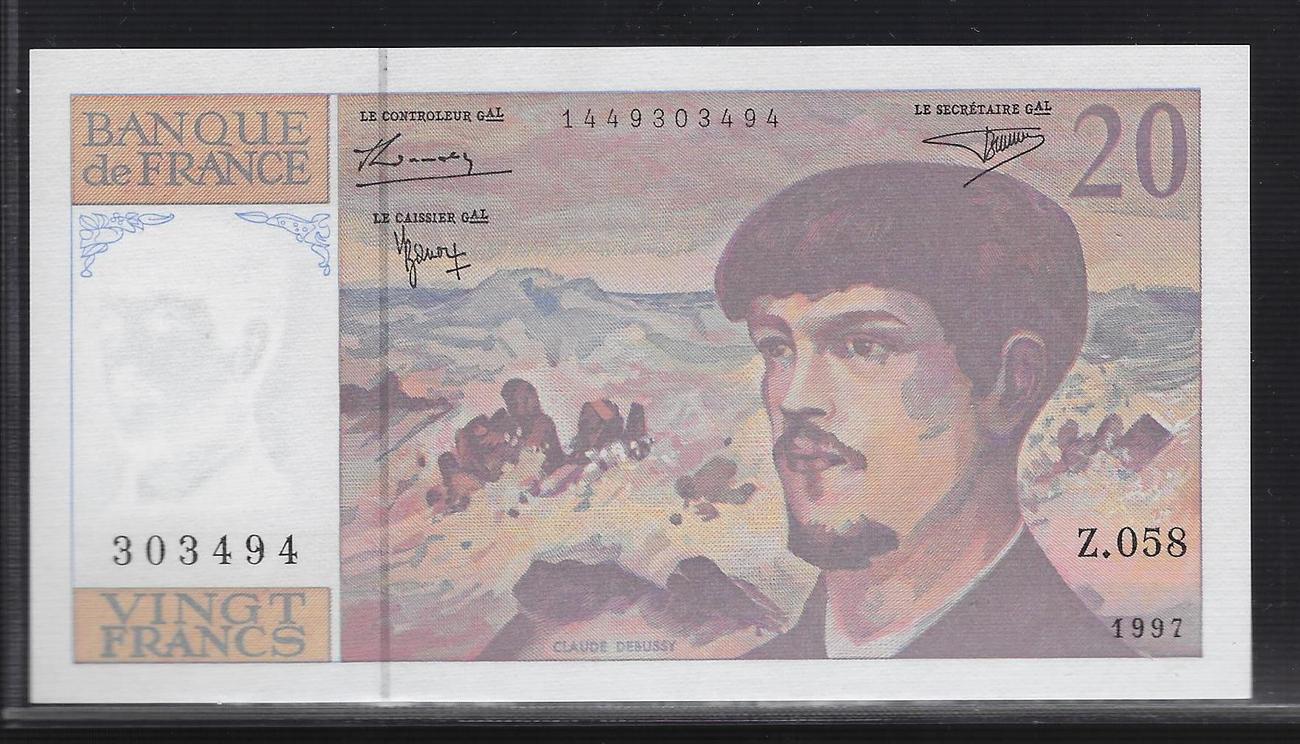 BANQUE
de FRANCE
LE CONTROLEUR GAL
1449303494
LE SECRÉTAIRE GAL
20
LE CAISSIER GAL
303494
Z.058
VINGT
FRANCS
1997
CLAUDE DEBUSSY